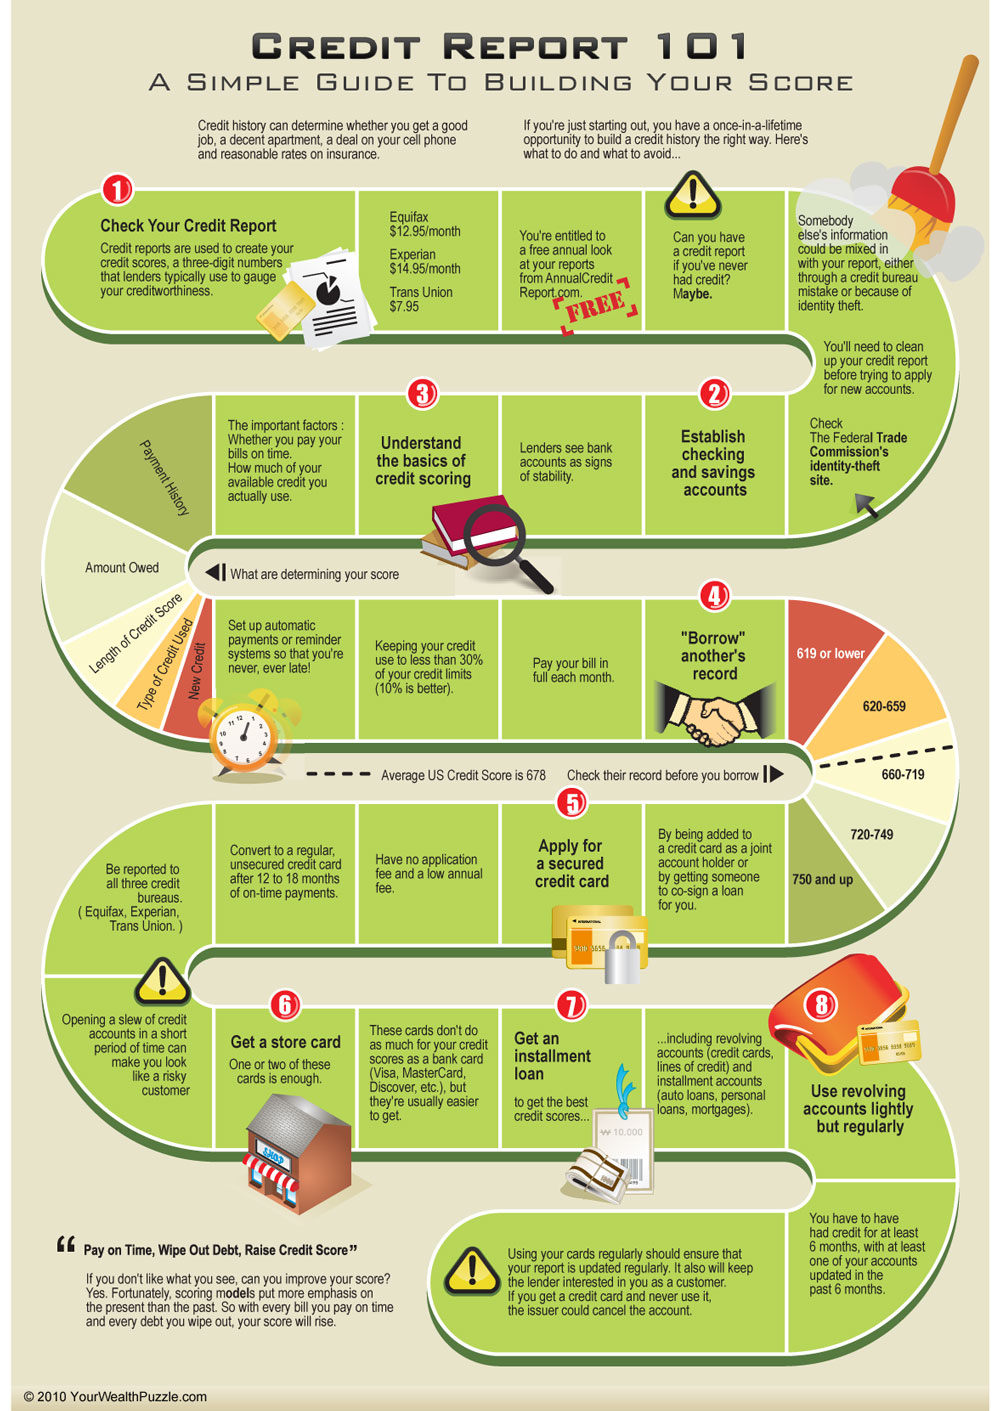 CREDIT REPORT 101
A SIMPLE GUIDE TO BUILDING YOUR SCORE
Credit history can determine whether you get a good
job, a decent apartment, a deal on your cell phone
and reasonable rates on insurance.
If you're just starting out, you have a once-in-a-lifetime
opportunity to build a credit history the right way. Here's
what to do and what to avoid...
1
Check Your Credit Report
Credit reports are used to create your
credit scores, a three-digit numbers
that lenders typically use to gauge
your creditworthiness.
Equifax
$12.95/month
Experian
$14.95/month
Trans Union
$7.95
You're entitled to
a free annual look
at your reports
from AnnualCredit
Report.com.
FREE
Can you have
a credit report
if you've never
had credit?
Maybe.
Somebody
else's information
could be mixed in
with your report, either
through a credit bureau
mistake or because of
identity theft.
You'll need to clean
up your credit report
before trying to apply
for new accounts.
Check
The Federal Trade
Commission's
identity-theft
site.
2
Establish
checking
and savings
accounts
Lenders see bank
accounts as signs
of stability.
3
Understand
the basics of
credit scoring
The important factors :
Whether you pay your
bills on time.
How much of your
available credit you
actually use.
Payment History
Amount Owed
Length of Credit Score
Type of Credit Used
New Credit
What are determining your score
Set up automatic
payments or reminder
systems so that you're
never, ever late!
Keeping your credit
use to less than 30%
of your credit limits
(10% is better).
Pay your bill in
full each month.
4
"Borrow"
another's
record
619 or lower
620-659
660-719
720-749
750 and up
Average US Credit Score is 678
Check their record before you borrow
By being added to
a credit card as a joint
account holder or
by getting someone
to co-sign a loan
for you.
5
Apply for
a secured
credit card
Have no application
fee and a low annual
fee.
Convert to a regular,
unsecured credit card
after 12 to 18 months
of on-time payments.
Be reported to
all three credit
bureaus.
( Equifax, Experian,
Trans Union. )
Opening a slew of credit
accounts in a short
period of time can
make you look
like a risky
customer
6
Get a store card
One or two of these
cards is enough.
SHOP
These cards don't do
as much for your credit
scores as a bank card
(Visa, MasterCard,
Discover, etc.), but
they're usually easier
to get.
7
Get an
installment
loan
to get the best
credit scores...
₩ 10.000
...including revolving
accounts (credit cards,
lines of credit) and
installment accounts
(auto loans, personal
loans, mortgages).
8
Use revolving
accounts lightly
but regularly
You have to have
had credit for at least
6 months, with at least
one of your accounts
updated in the
past 6 months.
Using your cards regularly should ensure that
your report is updated regularly. It also will keep
the lender interested in you as a customer.
If you get a credit card and never use it,
the issuer could cancel the account.
“ Pay on Time, Wipe Out Debt, Raise Credit Score”
If you don't like what you see, can you improve your score?
Yes. Fortunately, scoring models put more emphasis on
the present than the past. So with every bill you pay on time
and every debt you wipe out, your score will rise.
© 2010 YourWealthPuzzle.com